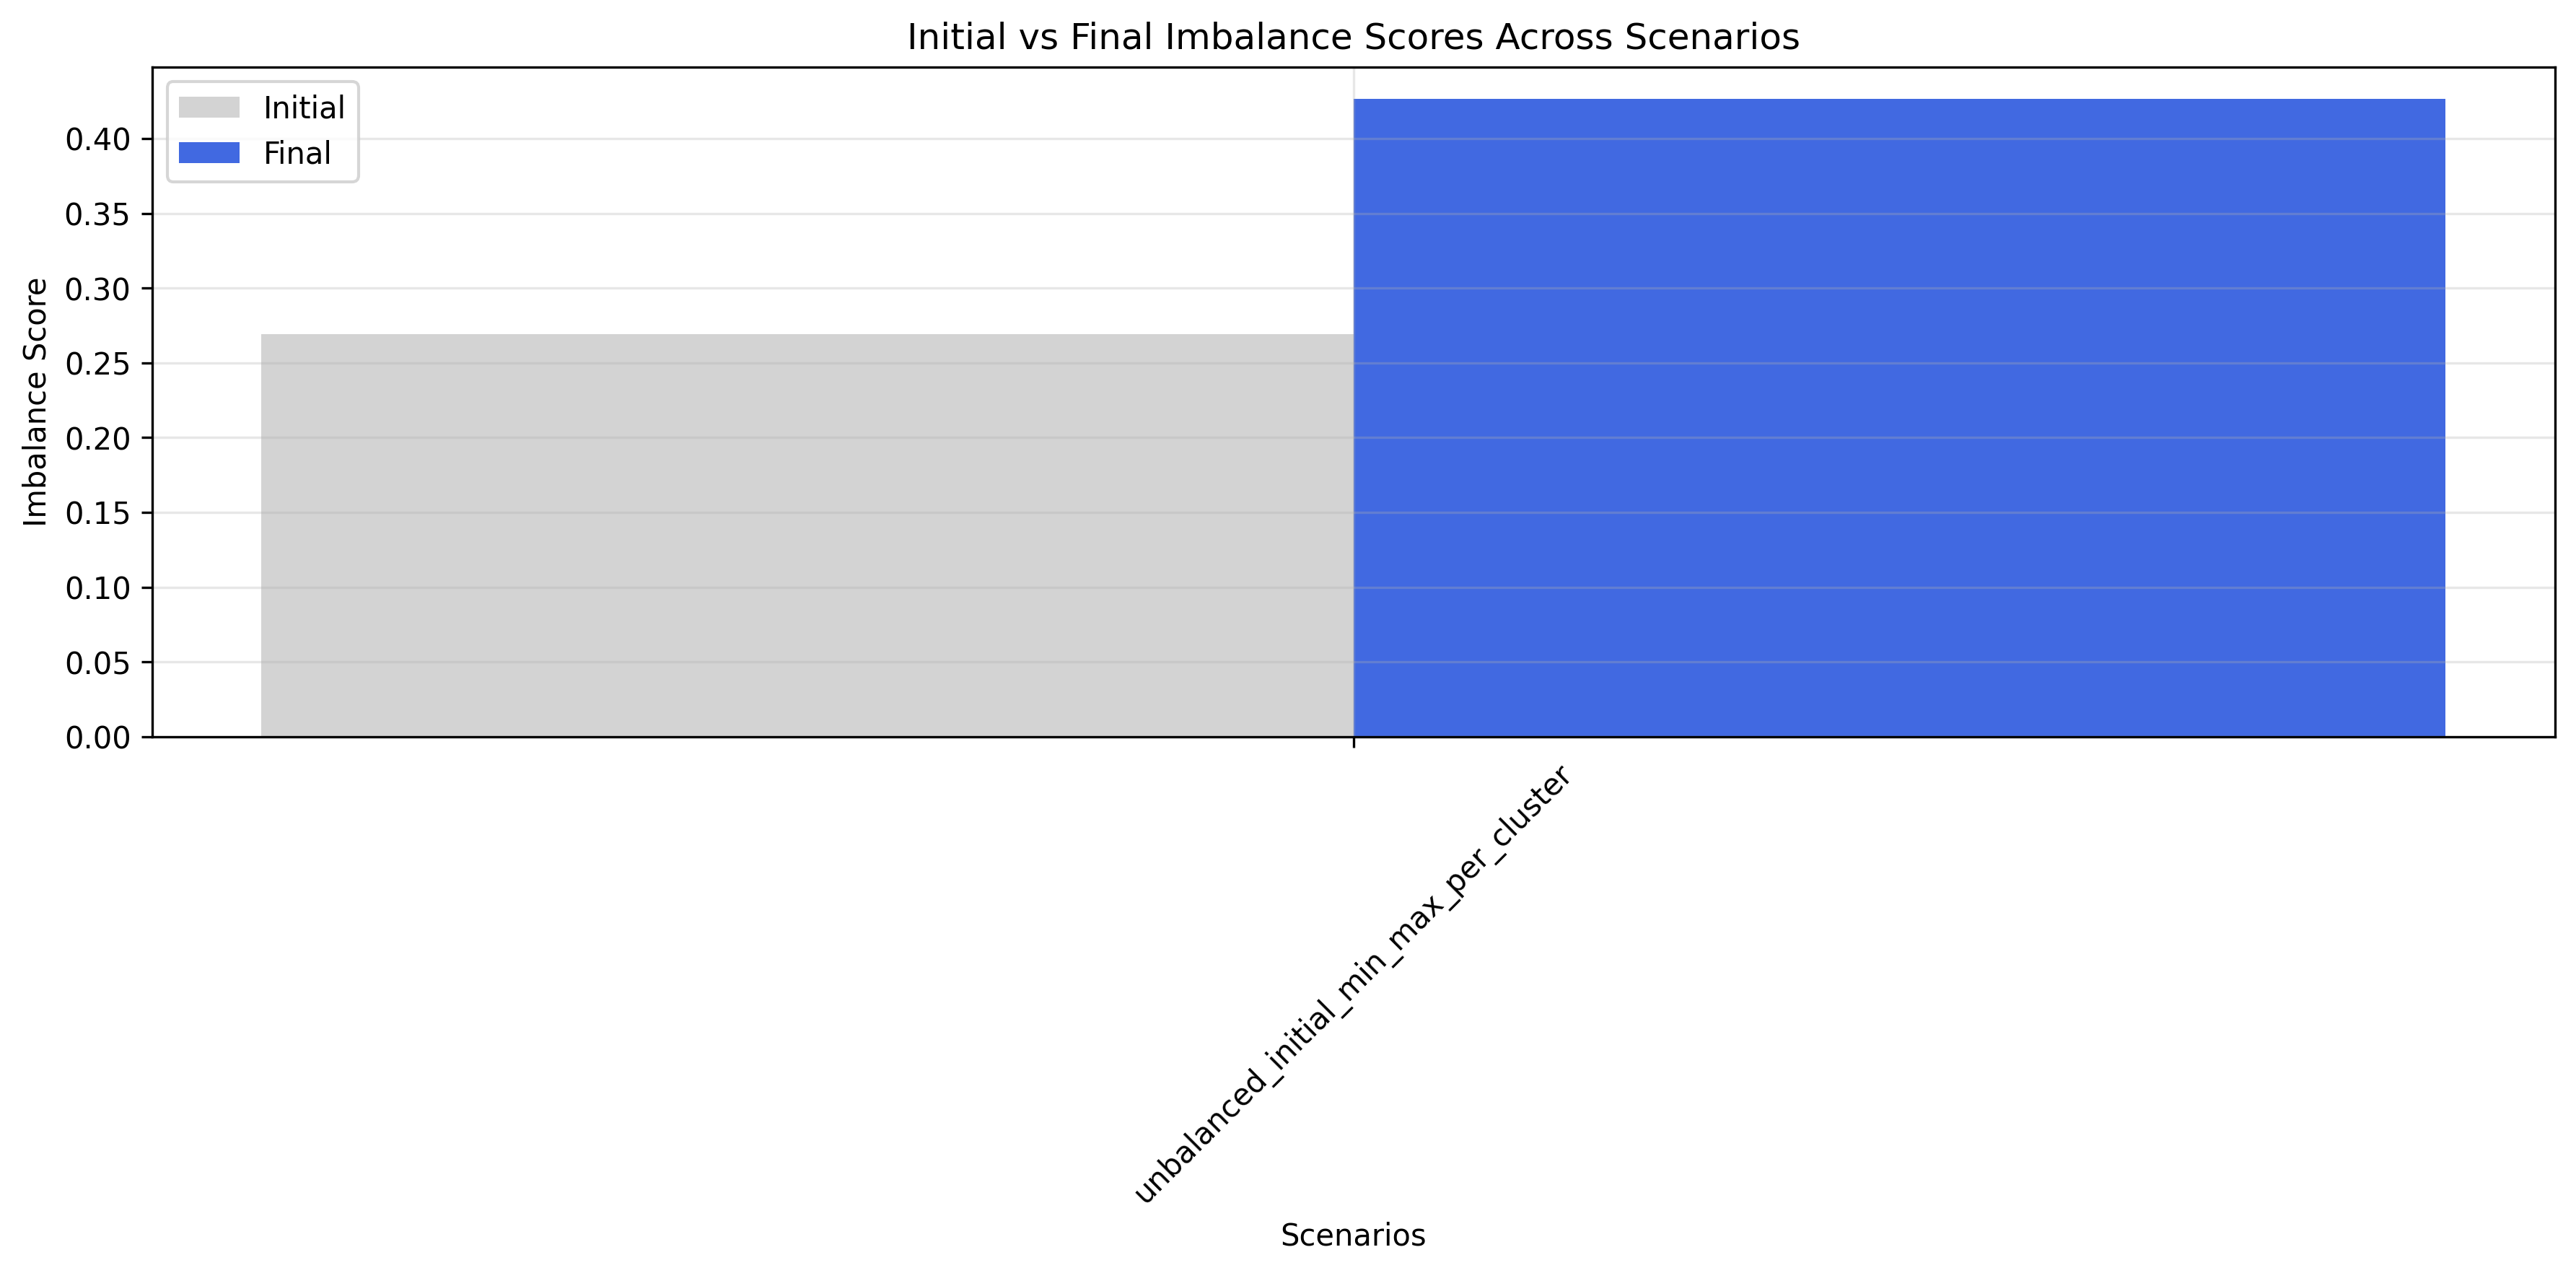 Initial vs Final Imbalance Scores Across Scenarios
Initial
Final
Imbalance Score
0.40
0.35
0.30
0.25
0.20
0.15
0.10
0.05
0.00
unbalanced_initial_min_max_per_cluster
Scenarios